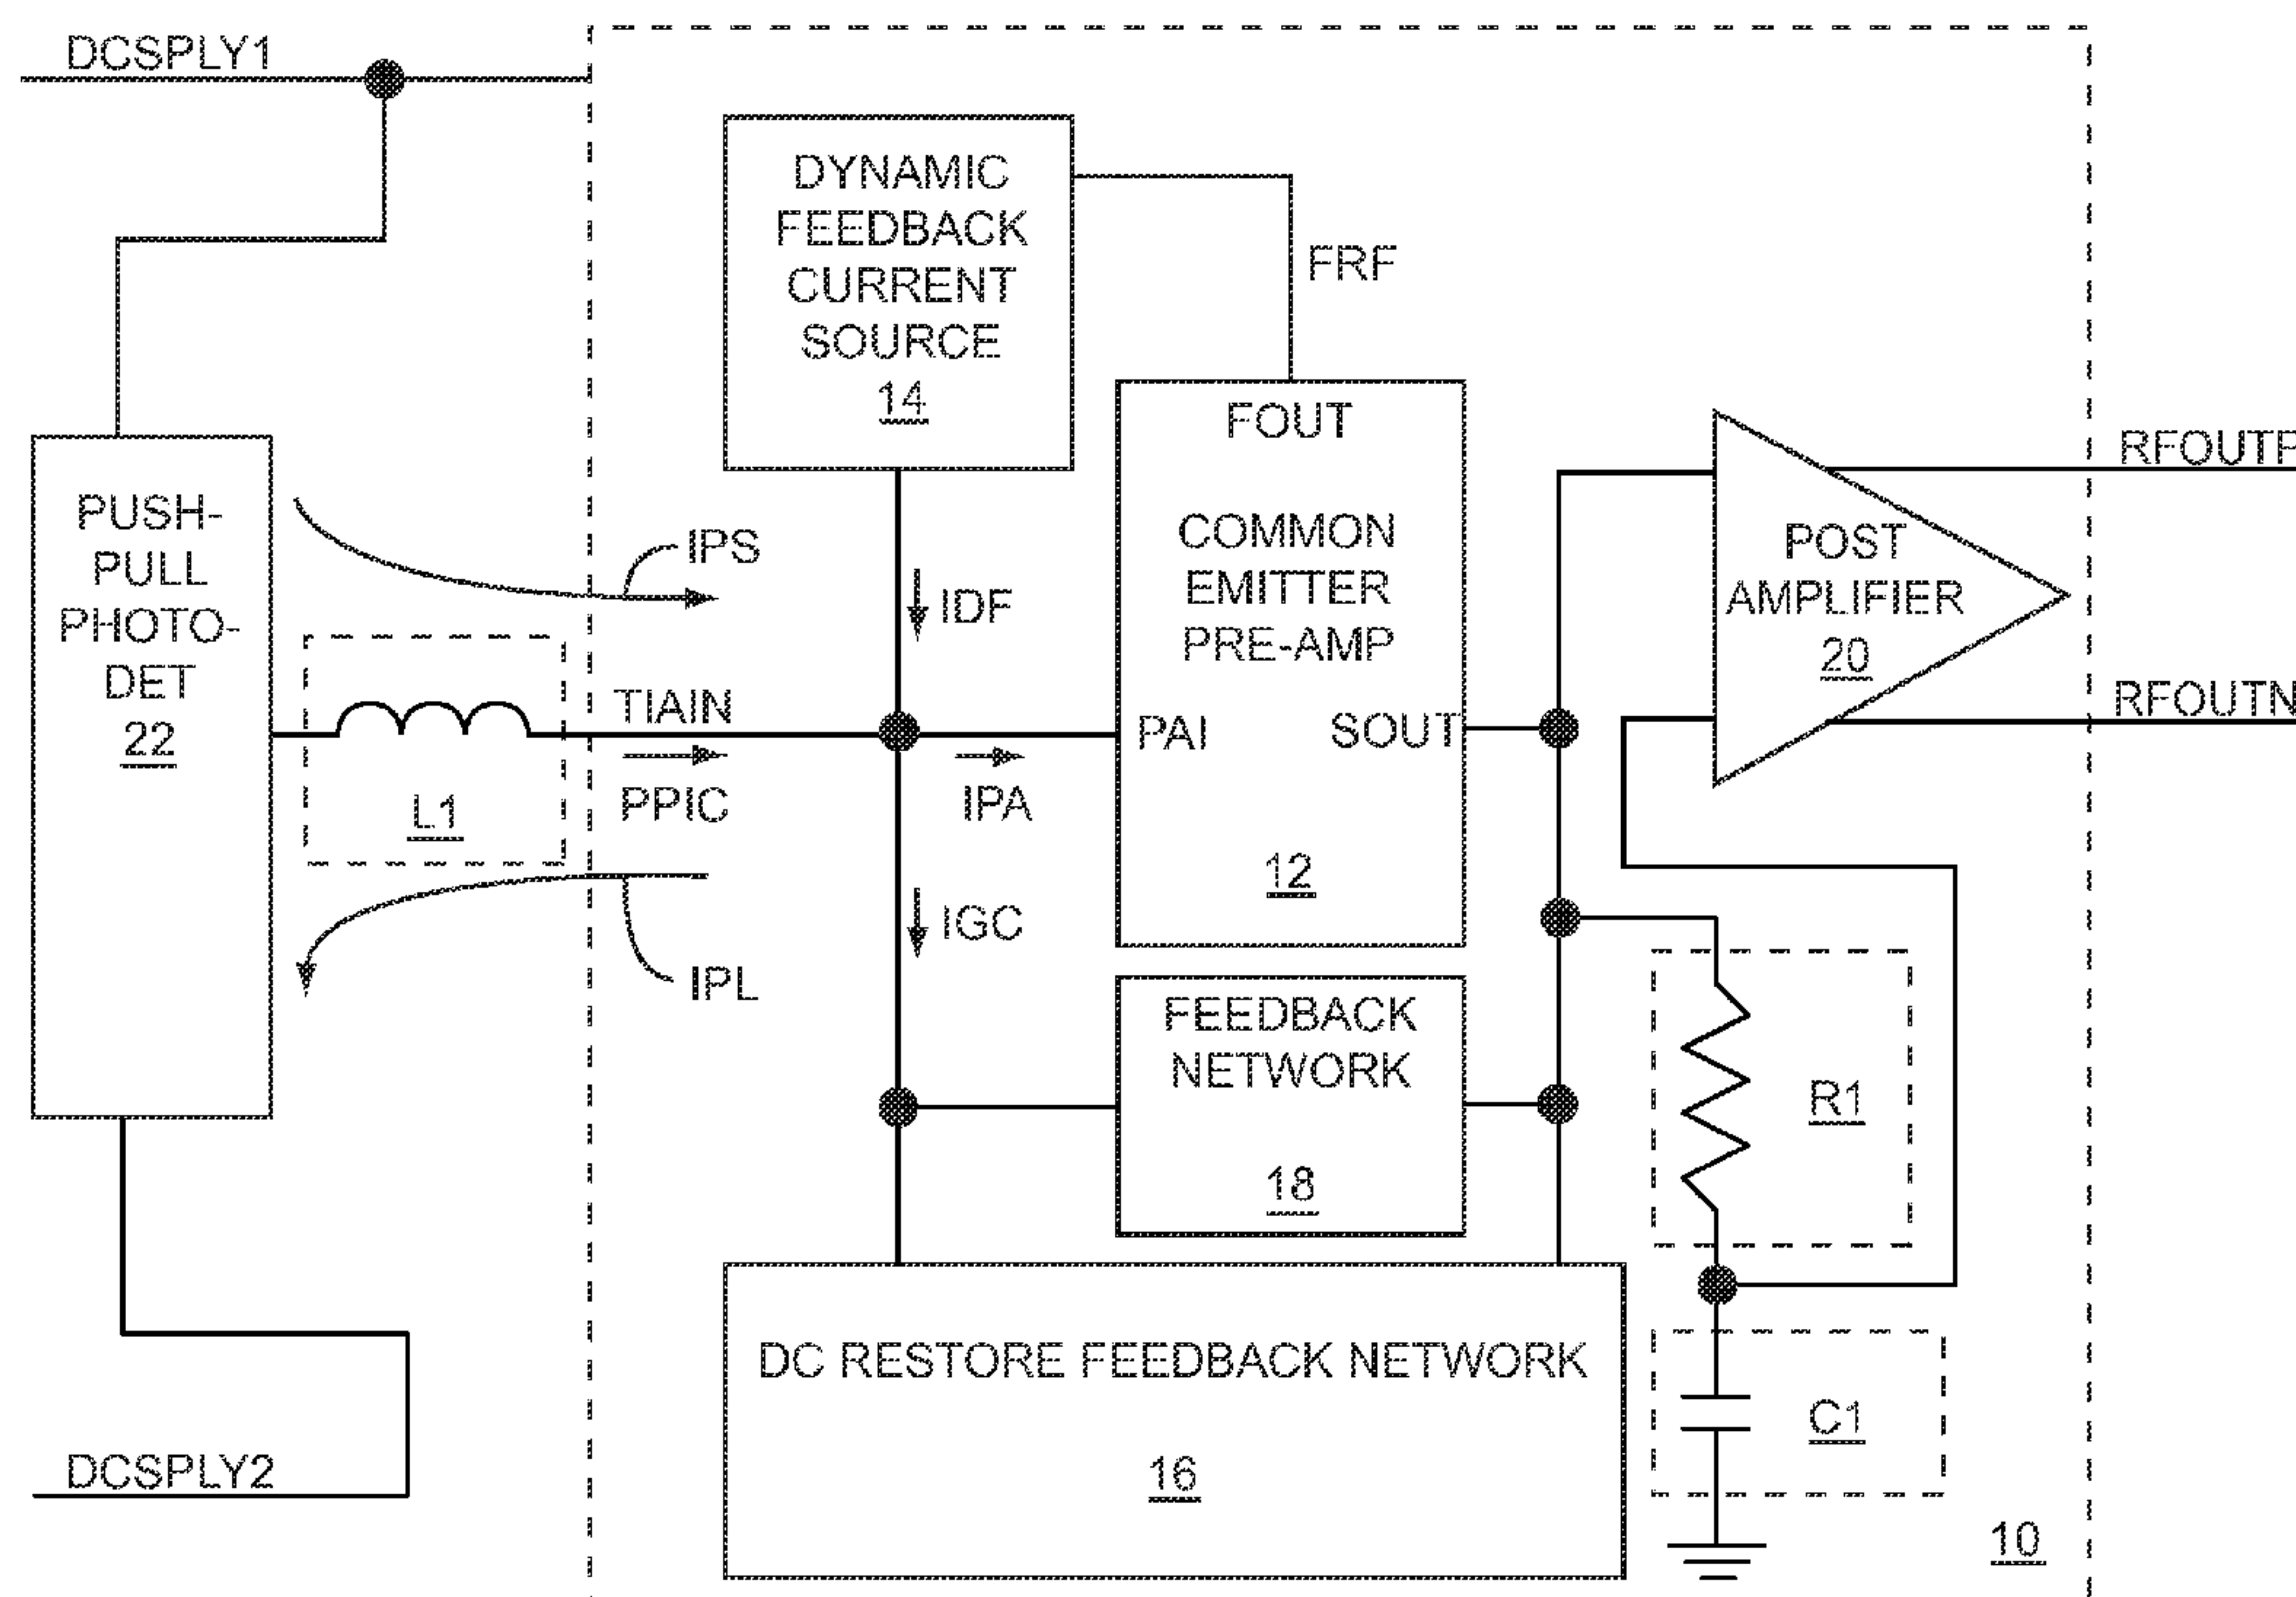 DCSPLY1
DYNAMIC
FEEDBACK
CURRENT
SOURCE
14
FRF
FOUT
COMMON
EMITTER
PRE-AMP
PAI
SOUT
12
RFOUTP
POST
AMPLIFIER
20
RFOUTN
PUSH-
PULL
PHOTO-
DET
22
IPS
IDF
TIAIN
PPIC
L1
IPA
IGC
IPL
FEEDBACK
NETWORK
18
R1
DC RESTORE FEEDBACK NETWORK
16
C1
DCSPLY2
10